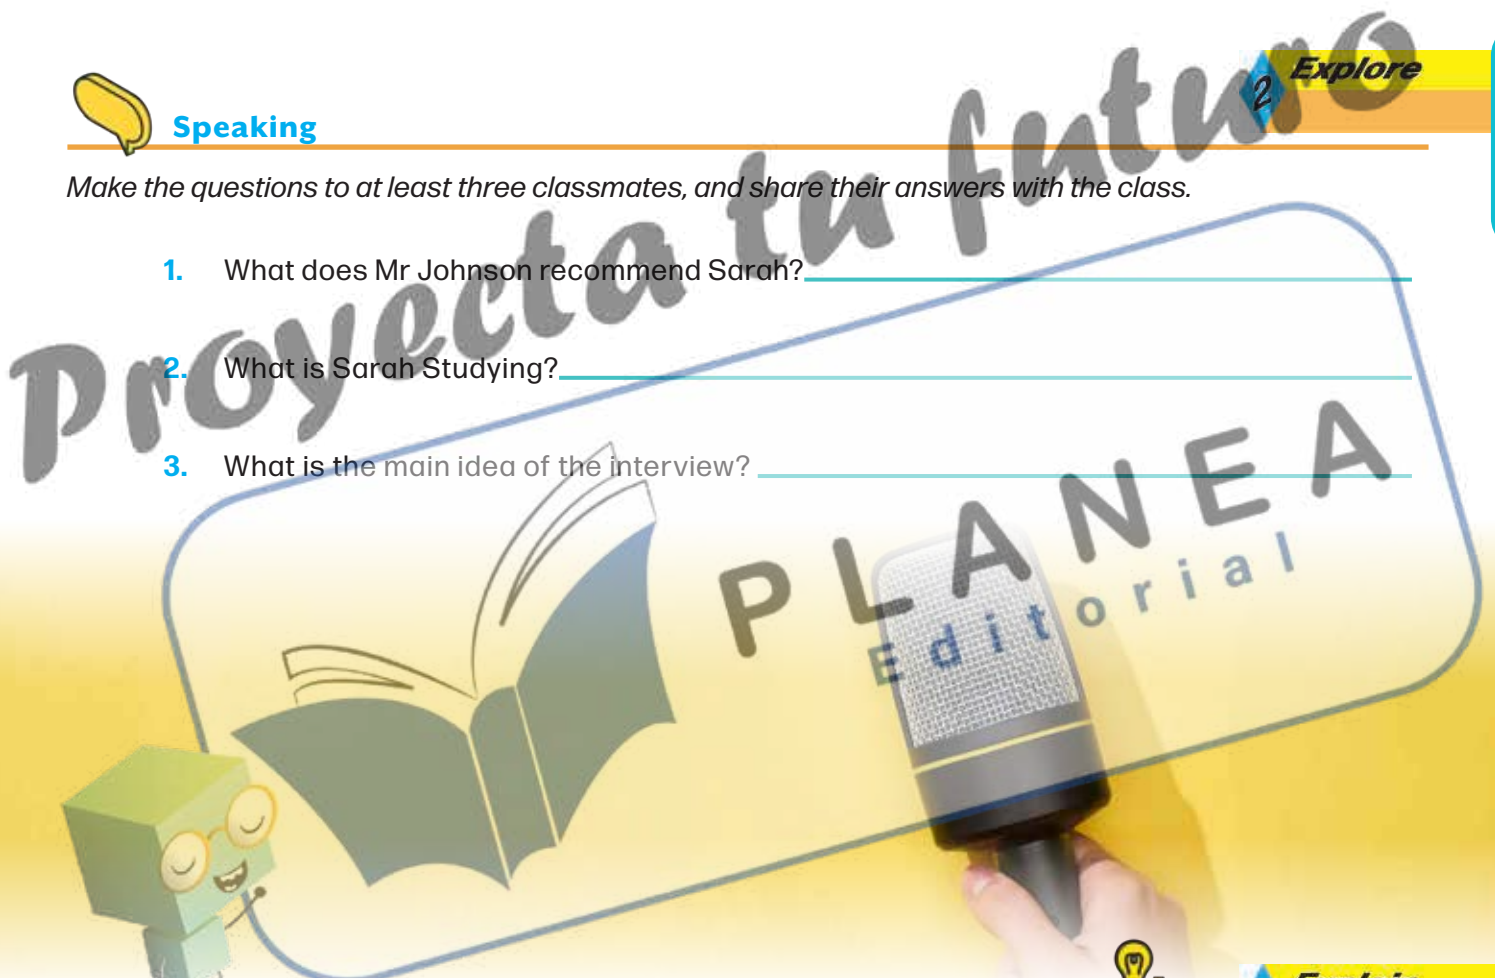 2 Explore
Speaking
Make the questions to at least three classmates, and share their answers with the class.
1. What does Mr Johnson recommend Sarah?
2. What is Sarah Studying?
3. What is the main idea of the interview?
Proyecta tu futuro
PLANEA
Editorial